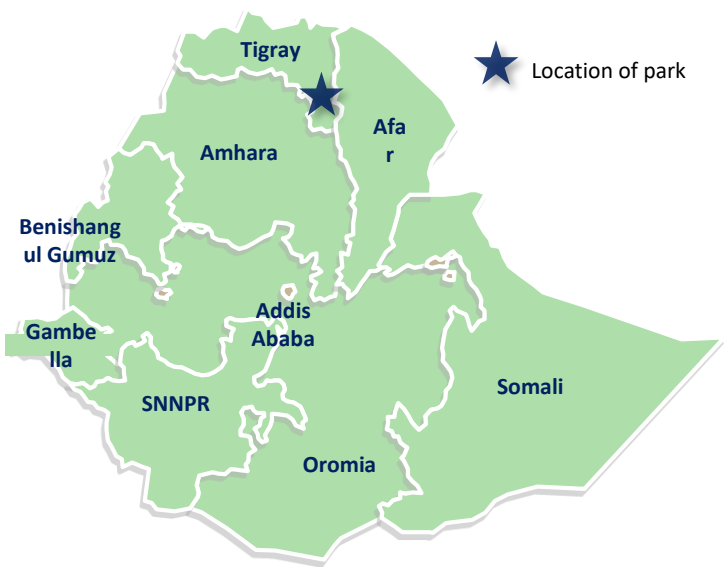 Tigray
Location of park
Afa
r
Amhara
Benishang
ul Gumuz
Addis
Ababa
Gambe
lla
Somali
SNNPR
Oromia